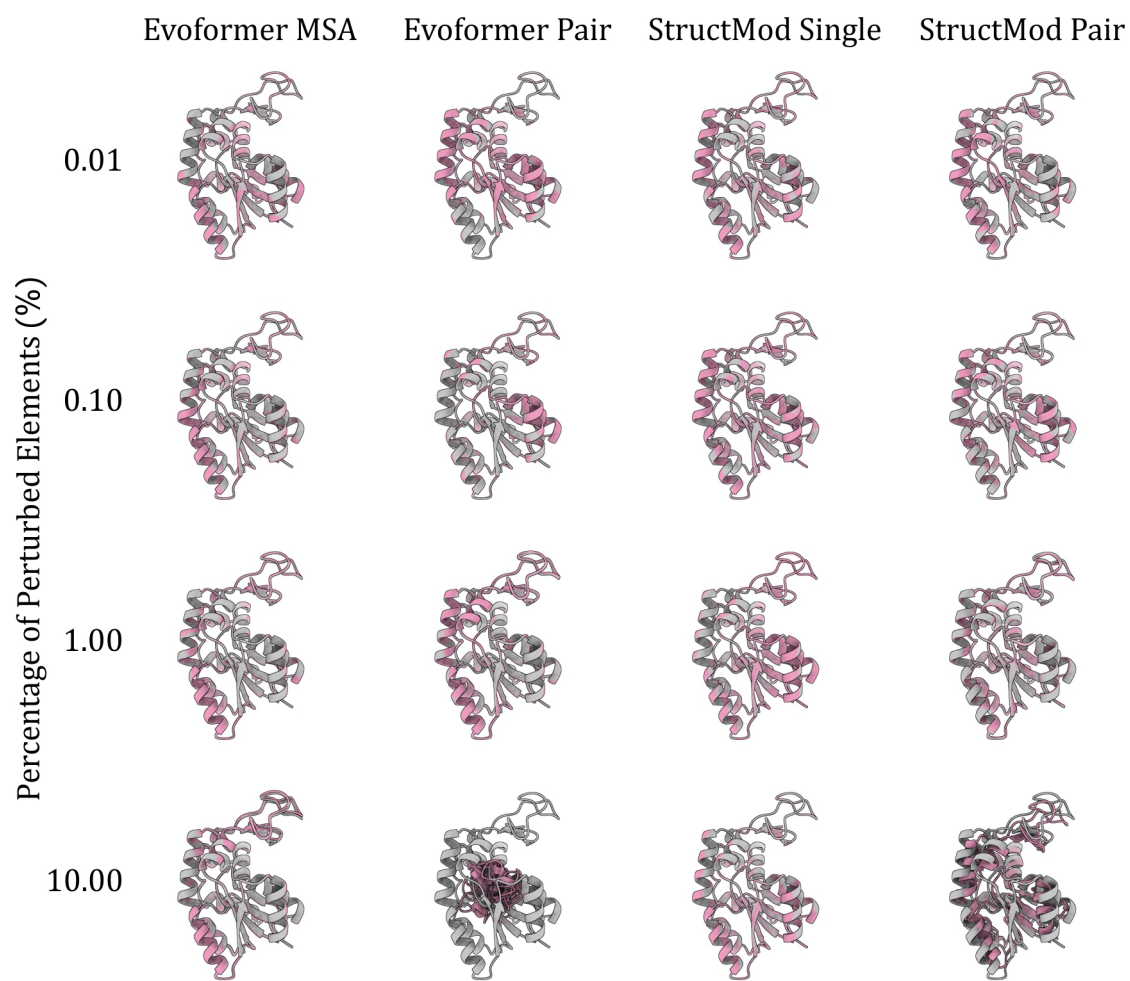 Evoformer MSA
Evoformer Pair
StructMod Single
StructMod Pair
Percentage of Perturbed Elements (%)
0.01
0.10
1.00
10.00